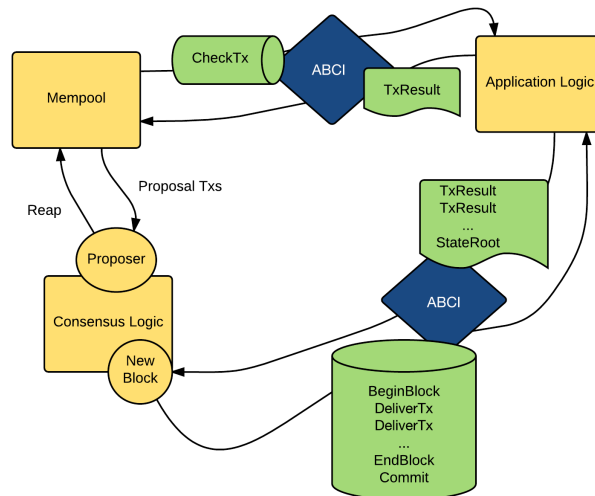 CheckTx
ABCI
Mempool
TxResult
Application Logic
Proposal Txs
Reap
TxResult
TxResult
...
StateRoot
Proposer
ABCI
Consensus Logic
New
Block
BeginBlock
DeliverTx
DeliverTx
...
EndBlock
Commit